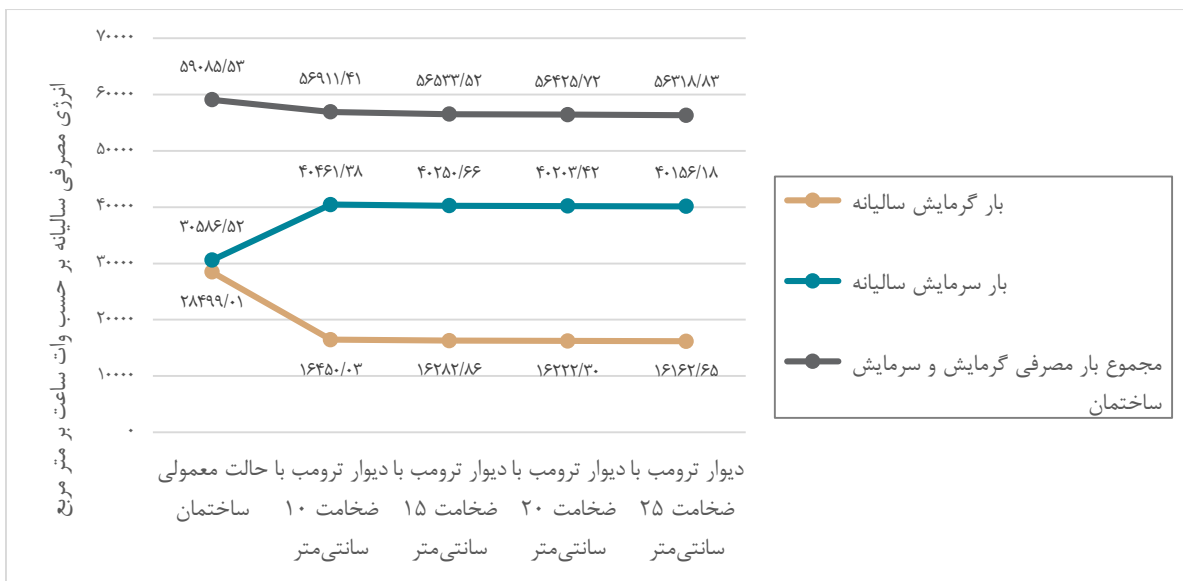 ۷۰۰۰۰
۶۰۰۰۰
۵۰۰۰۰
۴۰۰۰۰
۳۰۰۰۰
۲۰۰۰۰
۱۰۰۰۰
۰
انرژی مصرفی سالیانه بر حسب وات ساعت بر متر مربع
۵۹۰۸۵/۵۳
۵۶۹۱۱/۴۱
۵۶۵۳۳/۵۲
۵۶۴۲۵/۷۲
۵۶۳۱۸/۸۳
۳۰۵۸۶/۵۲
۴۰۴۶۱/۳۸
۴۰۲۵۰/۶۶
۴۰۲۰۳/۴۲
۴۰۱۵۶/۱۸
۲۸۴۹۹/۰۱
۱۶۴۵۰/۰۳
۱۶۲۸۲/۸۶
۱۶۲۲۲/۳۰
۱۶۱۶۲/۶۵
حالت معمولی
ساختمان
دیوار ترومب با
ضخامت ۱۰
سانتی‌متر
دیوار ترومب با
ضخامت ۱۵
سانتی‌متر
دیوار ترومب با
ضخامت ۲۰
سانتی‌متر
دیوار ترومب با
ضخامت ۲۵
سانتی‌متر
بار گرمایش سالیانه
بار سرمایش سالیانه
مجموع بار مصرفی گرمایش و سرمایش
ساختمان